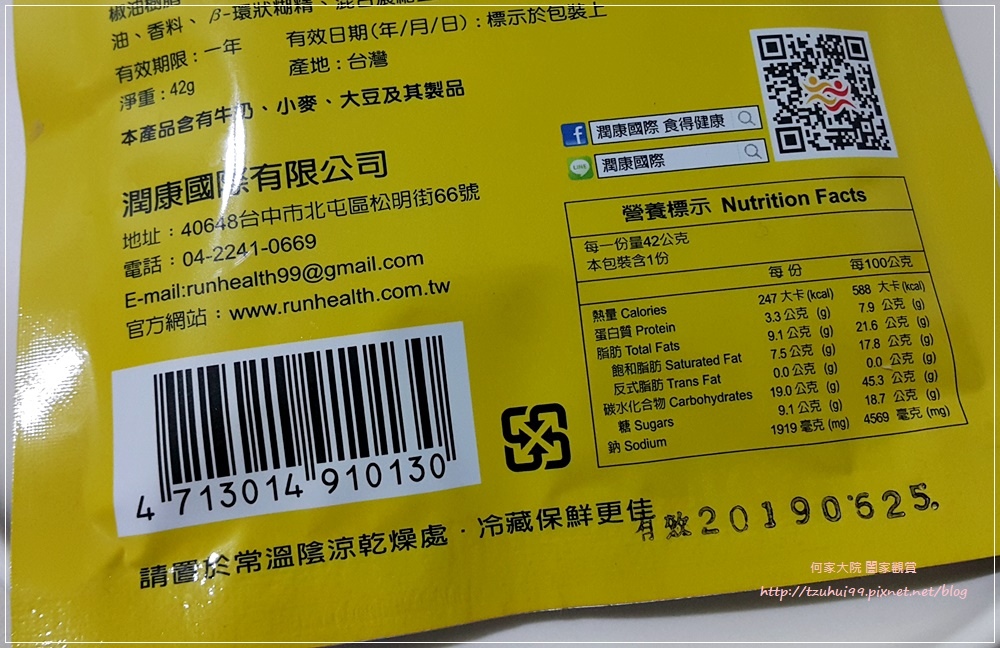 椒油樹脂
油、香料、β-環狀糊精、混合濃縮
有效期限：一年
有效日期(年/月/日)：標示於包裝上
淨重：42g
產地：台灣
本產品含有牛奶、小麥、大豆及其製品
潤康國際有限公司
地址：40648台中市北屯區松明街66號
電話：04-2241-0669
E-mail:runhealth99@gmail.com
官方網站：www.runhealth.com.tw
4 713014 910130
請置於常溫陰涼乾燥處．冷藏保鮮更佳
有效20190625.
f 潤康國際 食得健康
LINE 潤康國際
營養標示 Nutrition Facts
每一份量42公克
本包裝含1份
每份 每100公克
熱量 Calories 247 大卡(kcal) 588 大卡(kcal)
蛋白質 Protein 3.3公克 (g) 7.9 公克 (g)
脂肪 Total Fats 9.1公克 (g) 21.6 公克 (g)
飽和脂肪 Saturated Fat 7.5公克 (g) 17.8 公克 (g)
反式脂肪 Trans Fat 0.0公克 (g) 0.0 公克 (g)
碳水化合物 Carbohydrates 19.0公克 (g) 45.3 公克 (g)
糖 Sugars 9.1公克 (g) 18.7 公克 (g)
鈉 Sodium 1919 毫克(mg) 4569 毫克(mg)
何家大院 闔家觀賞
http://tzuhui99.pixnet.net/blog